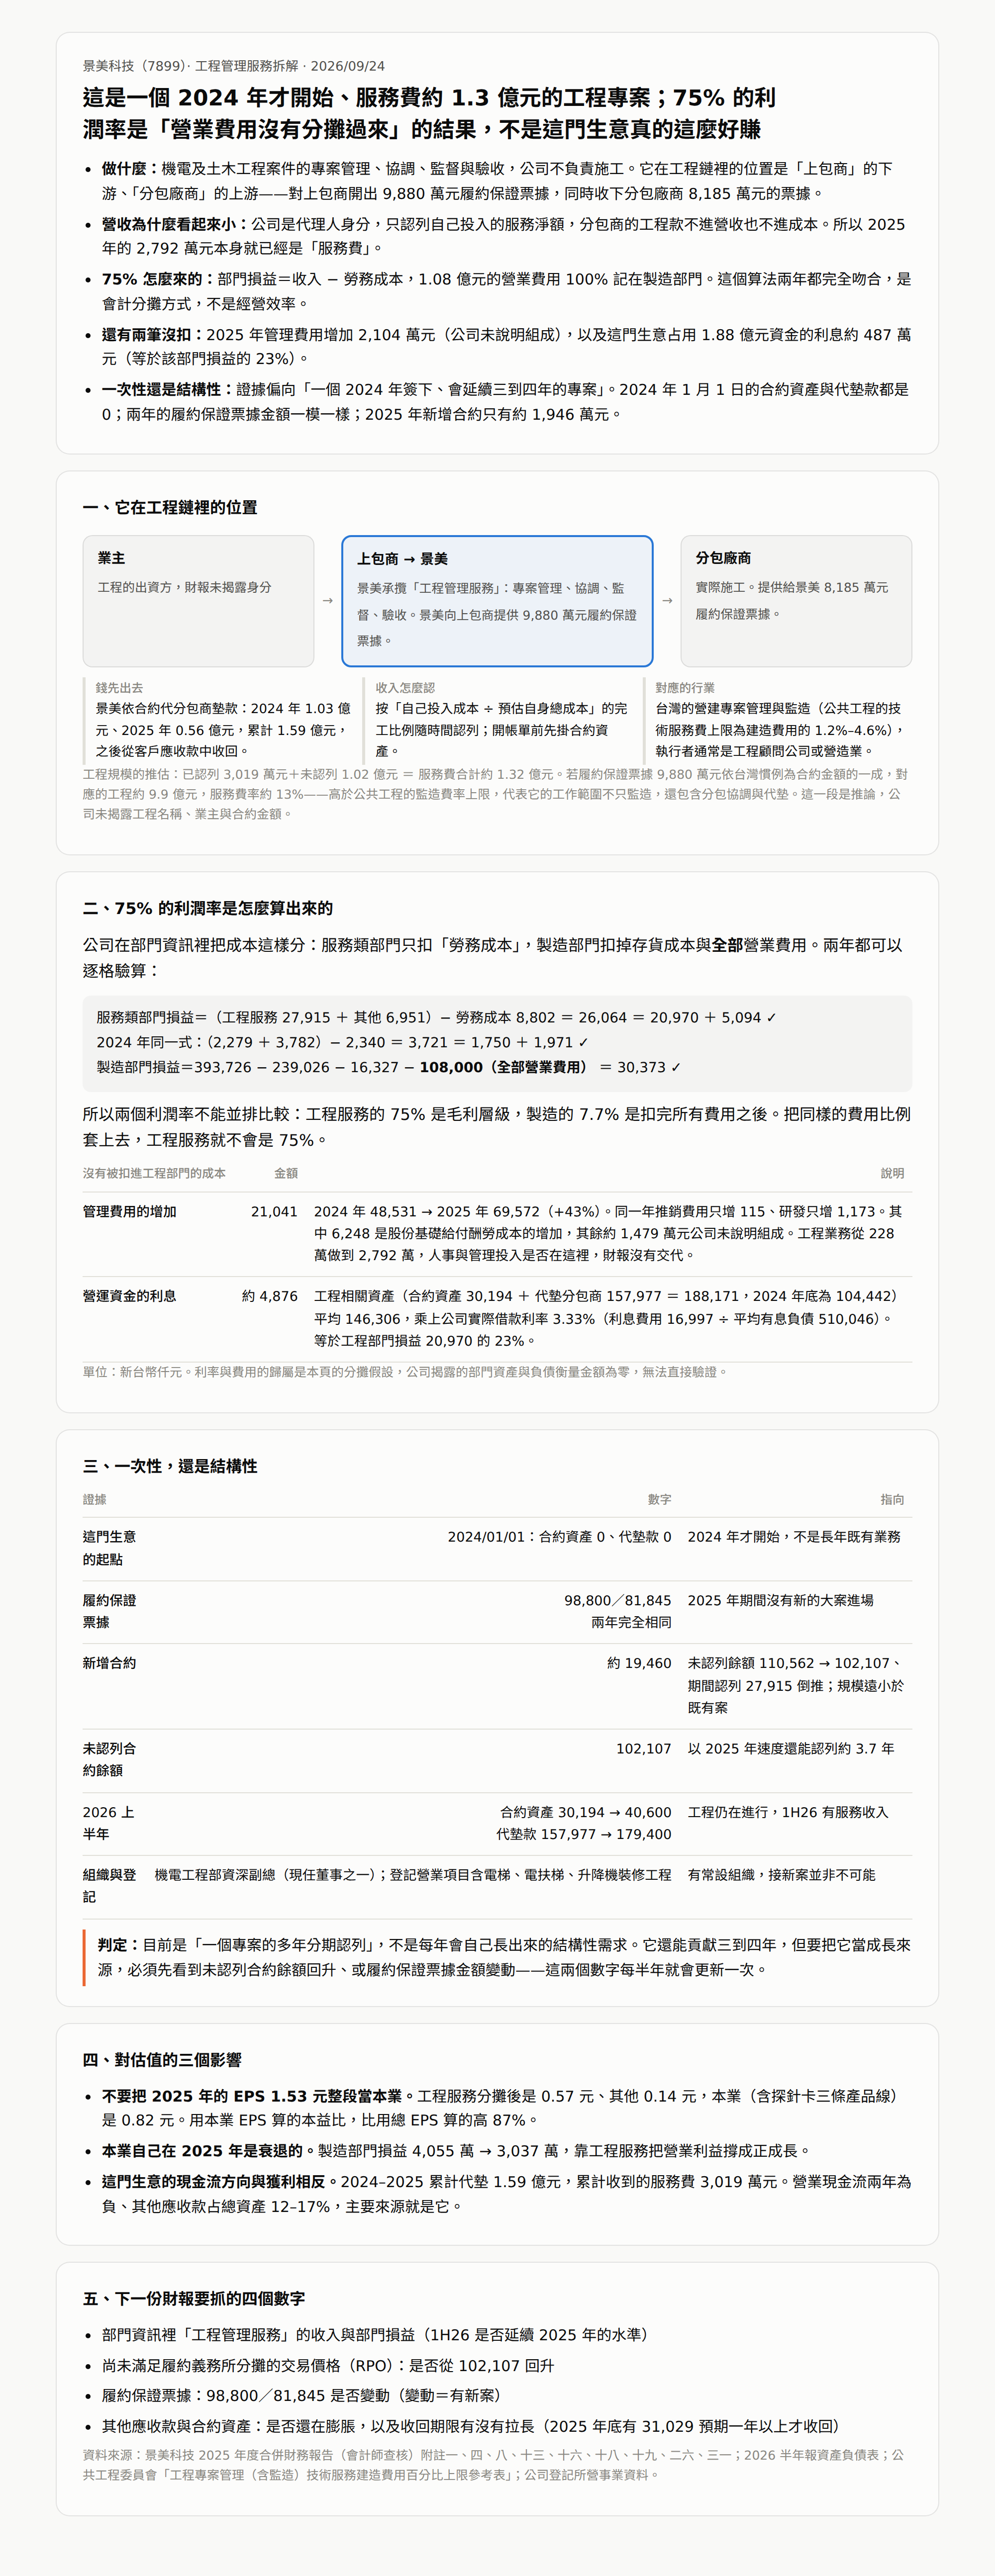 景美科技（7899）· 工程管理服務拆解 · 2026/09/24
這是一個 2024 年才開始、服務費約 1.3 億元的工程專案；75% 的利
潤率是「營業費用沒有分攤過來」的結果，不是這門生意真的這麼好賺
• 做什麼：機電及土木工程案件的專案管理、協調、監督與驗收，公司不負責施工。它在工程鏈裡的位置是「上包商」的下
游、「分包廠商」的上游——對上包商開出 9,880 萬元履約保證票據，同時收下分包廠商 8,185 萬元的票據。
• 營收為什麼看起來小：公司是代理人身分，只認列自己投入的服務淨額，分包商的工程款不進營收也不進成本。所以 2025
年的 2,792 萬元本身就已經是「服務費」。
• 75% 怎麼來的：部門損益＝收入 − 勞務成本，1.08 億元的營業費用 100% 記在製造部門。這個算法兩年都完全吻合，是
會計分攤方式，不是經營效率。
• 還有兩筆沒扣：2025 年管理費用增加 2,104 萬元（公司未說明組成），以及這門生意占用 1.88 億元資金的利息約 487 萬
元（等於該部門損益的 23%）。
• 一次性還是結構性：證據偏向「一個 2024 年簽下、會延續三到四年的專案」。2024 年 1 月 1 日的合約資產與代墊款都是
0；兩年的履約保證票據金額一模一樣；2025 年新增合約只有約 1,946 萬元。
一、它在工程鏈裡的位置
業主
工程的出資方，財報未揭露身分
→
上包商 → 景美
景美承攬「工程管理服務」：專案管理、協調、監
督、驗收。景美向上包商提供 9,880 萬元履約保證
票據。
→
分包廠商
實際施工。提供給景美 8,185 萬元
履約保證票據。
錢先出去
景美依合約代分包商墊款：2024 年 1.03 億
元、2025 年 0.56 億元，累計 1.59 億元，
之後從客戶應收款中收回。
收入怎麼認
按「自己投入成本 ÷ 預估自身總成本」的完
工比例隨時間認列；開帳單前先掛合約資
產。
對應的行業
台灣的營建專案管理與監造（公共工程的技
術服務費上限為建造費用的 1.2%–4.6%），
執行者通常是工程顧問公司或營造業。
工程規模的推估：已認列 3,019 萬元＋未認列 1.02 億元 ＝ 服務費合計約 1.32 億元。若履約保證票據 9,880 萬元依台灣慣例為合約金額的一成，對
應的工程約 9.9 億元，服務費率約 13%——高於公共工程的監造費率上限，代表它的工作範圍不只監造，還包含分包協調與代墊。這一段是推論，公
司未揭露工程名稱、業主與合約金額。
二、75% 的利潤率是怎麼算出來的
公司在部門資訊裡把成本這樣分：服務類部門只扣「勞務成本」，製造部門扣掉存貨成本與全部營業費用。兩年都可以
逐格驗算：
服務類部門損益＝（工程服務 27,915 ＋ 其他 6,951）− 勞務成本 8,802 ＝ 26,064 ＝ 20,970 ＋ 5,094 ✓
2024 年同一式：（2,279 ＋ 3,782）− 2,340 ＝ 3,721 ＝ 1,750 ＋ 1,971 ✓
製造部門損益＝393,726 − 239,026 − 16,327 − 108,000（全部營業費用） ＝ 30,373 ✓
所以兩個利潤率不能並排比較：工程服務的 75% 是毛利層級，製造的 7.7% 是扣完所有費用之後。把同樣的費用比例
套上去，工程服務就不會是 75%。
沒有被扣進工程部門的成本 金額 說明
管理費用的增加 21,041 2024 年 48,531 → 2025 年 69,572（+43%）。同一年推銷費用只增 115、研發只增 1,173。其
中 6,248 是股份基礎給付酬勞成本的增加，其餘約 1,479 萬元公司未說明組成。工程業務從 228
萬做到 2,792 萬，人事與管理投入是否在這裡，財報沒有交代。
營運資金的利息 約 4,876 工程相關資產（合約資產 30,194 ＋ 代墊分包商 157,977 ＝ 188,171，2024 年底為 104,442）
平均 146,306，乘上公司實際借款利率 3.33%（利息費用 16,997 ÷ 平均有息負債 510,046）。
等於工程部門損益 20,970 的 23%。
單位：新台幣仟元。利率與費用的歸屬是本頁的分攤假設，公司揭露的部門資產與負債衡量金額為零，無法直接驗證。
三、一次性，還是結構性
證據 數字 指向
這門生意
的起點
2024/01/01：合約資產 0、代墊款 0 2024 年才開始，不是長年既有業務
履約保證
票據
98,800／81,845
兩年完全相同
2025 年期間沒有新的大案進場
新增合約 約 19,460 未認列餘額 110,562 → 102,107、
期間認列 27,915 倒推；規模遠小於
既有案
未認列合
約餘額
102,107 以 2025 年速度還能認列約 3.7 年
2026 上
半年
合約資產 30,194 → 40,600
代墊款 157,977 → 179,400
工程仍在進行，1H26 有服務收入
組織與登
記
機電工程部資深副總（現任董事之一）；登記營業項目含電梯、電扶梯、升降機裝修工程 有常設組織，接新案並非不可能
判定：目前是「一個專案的多年分期認列」，不是每年會自己長出來的結構性需求。它還能貢獻三到四年，但要把它當成長來
源，必須先看到未認列合約餘額回升、或履約保證票據金額變動——這兩個數字每半年就會更新一次。
四、對估值的三個影響
• 不要把 2025 年的 EPS 1.53 元整段當本業。工程服務分攤後是 0.57 元、其他 0.14 元，本業（含探針卡三條產品線）
是 0.82 元。用本業 EPS 算的本益比，比用總 EPS 算的高 87%。
• 本業自己在 2025 年是衰退的。製造部門損益 4,055 萬 → 3,037 萬，靠工程服務把營業利益撐成正成長。
• 這門生意的現金流方向與獲利相反。2024–2025 累計代墊 1.59 億元，累計收到的服務費 3,019 萬元。營業現金流兩年為
負、其他應收款占總資產 12–17%，主要來源就是它。
五、下一份財報要抓的四個數字
• 部門資訊裡「工程管理服務」的收入與部門損益（1H26 是否延續 2025 年的水準）
• 尚未滿足履約義務所分攤的交易價格（RPO）：是否從 102,107 回升
• 履約保證票據：98,800／81,845 是否變動（變動＝有新案）
• 其他應收款與合約資產：是否還在膨脹，以及收回期限有沒有拉長（2025 年底有 31,029 預期一年以上才收回）
資料來源：景美科技 2025 年度合併財務報告（會計師查核）附註一、四、八、十三、十六、十八、十九、二六、三一；2026 半年報資產負債表；公
共工程委員會「工程專案管理（含監造）技術服務建造費用百分比上限參考表」；公司登記所營事業資料。